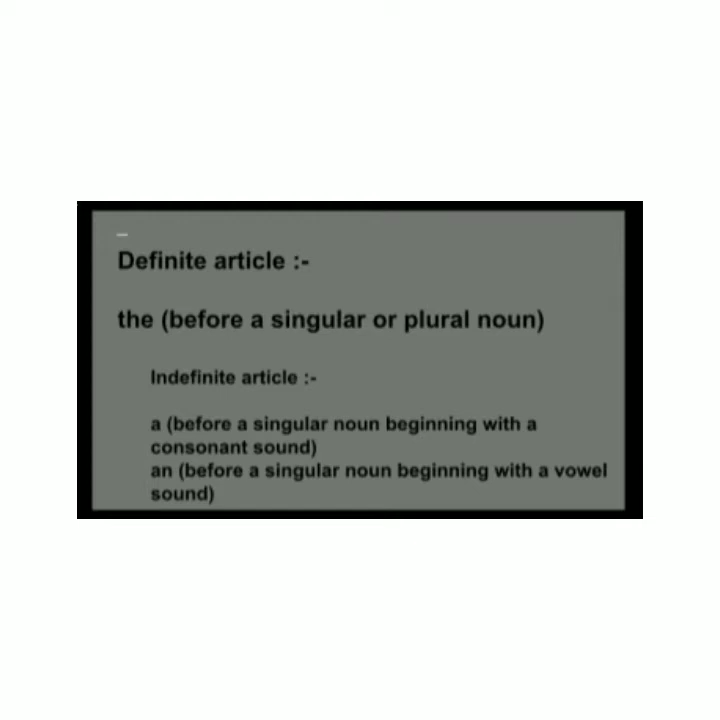 Definite article :-
the (before a singular or plural noun)
Indefinite article :-
a (before a singular noun beginning with a
consonant sound)
an (before a singular noun beginning with a vowel
sound)